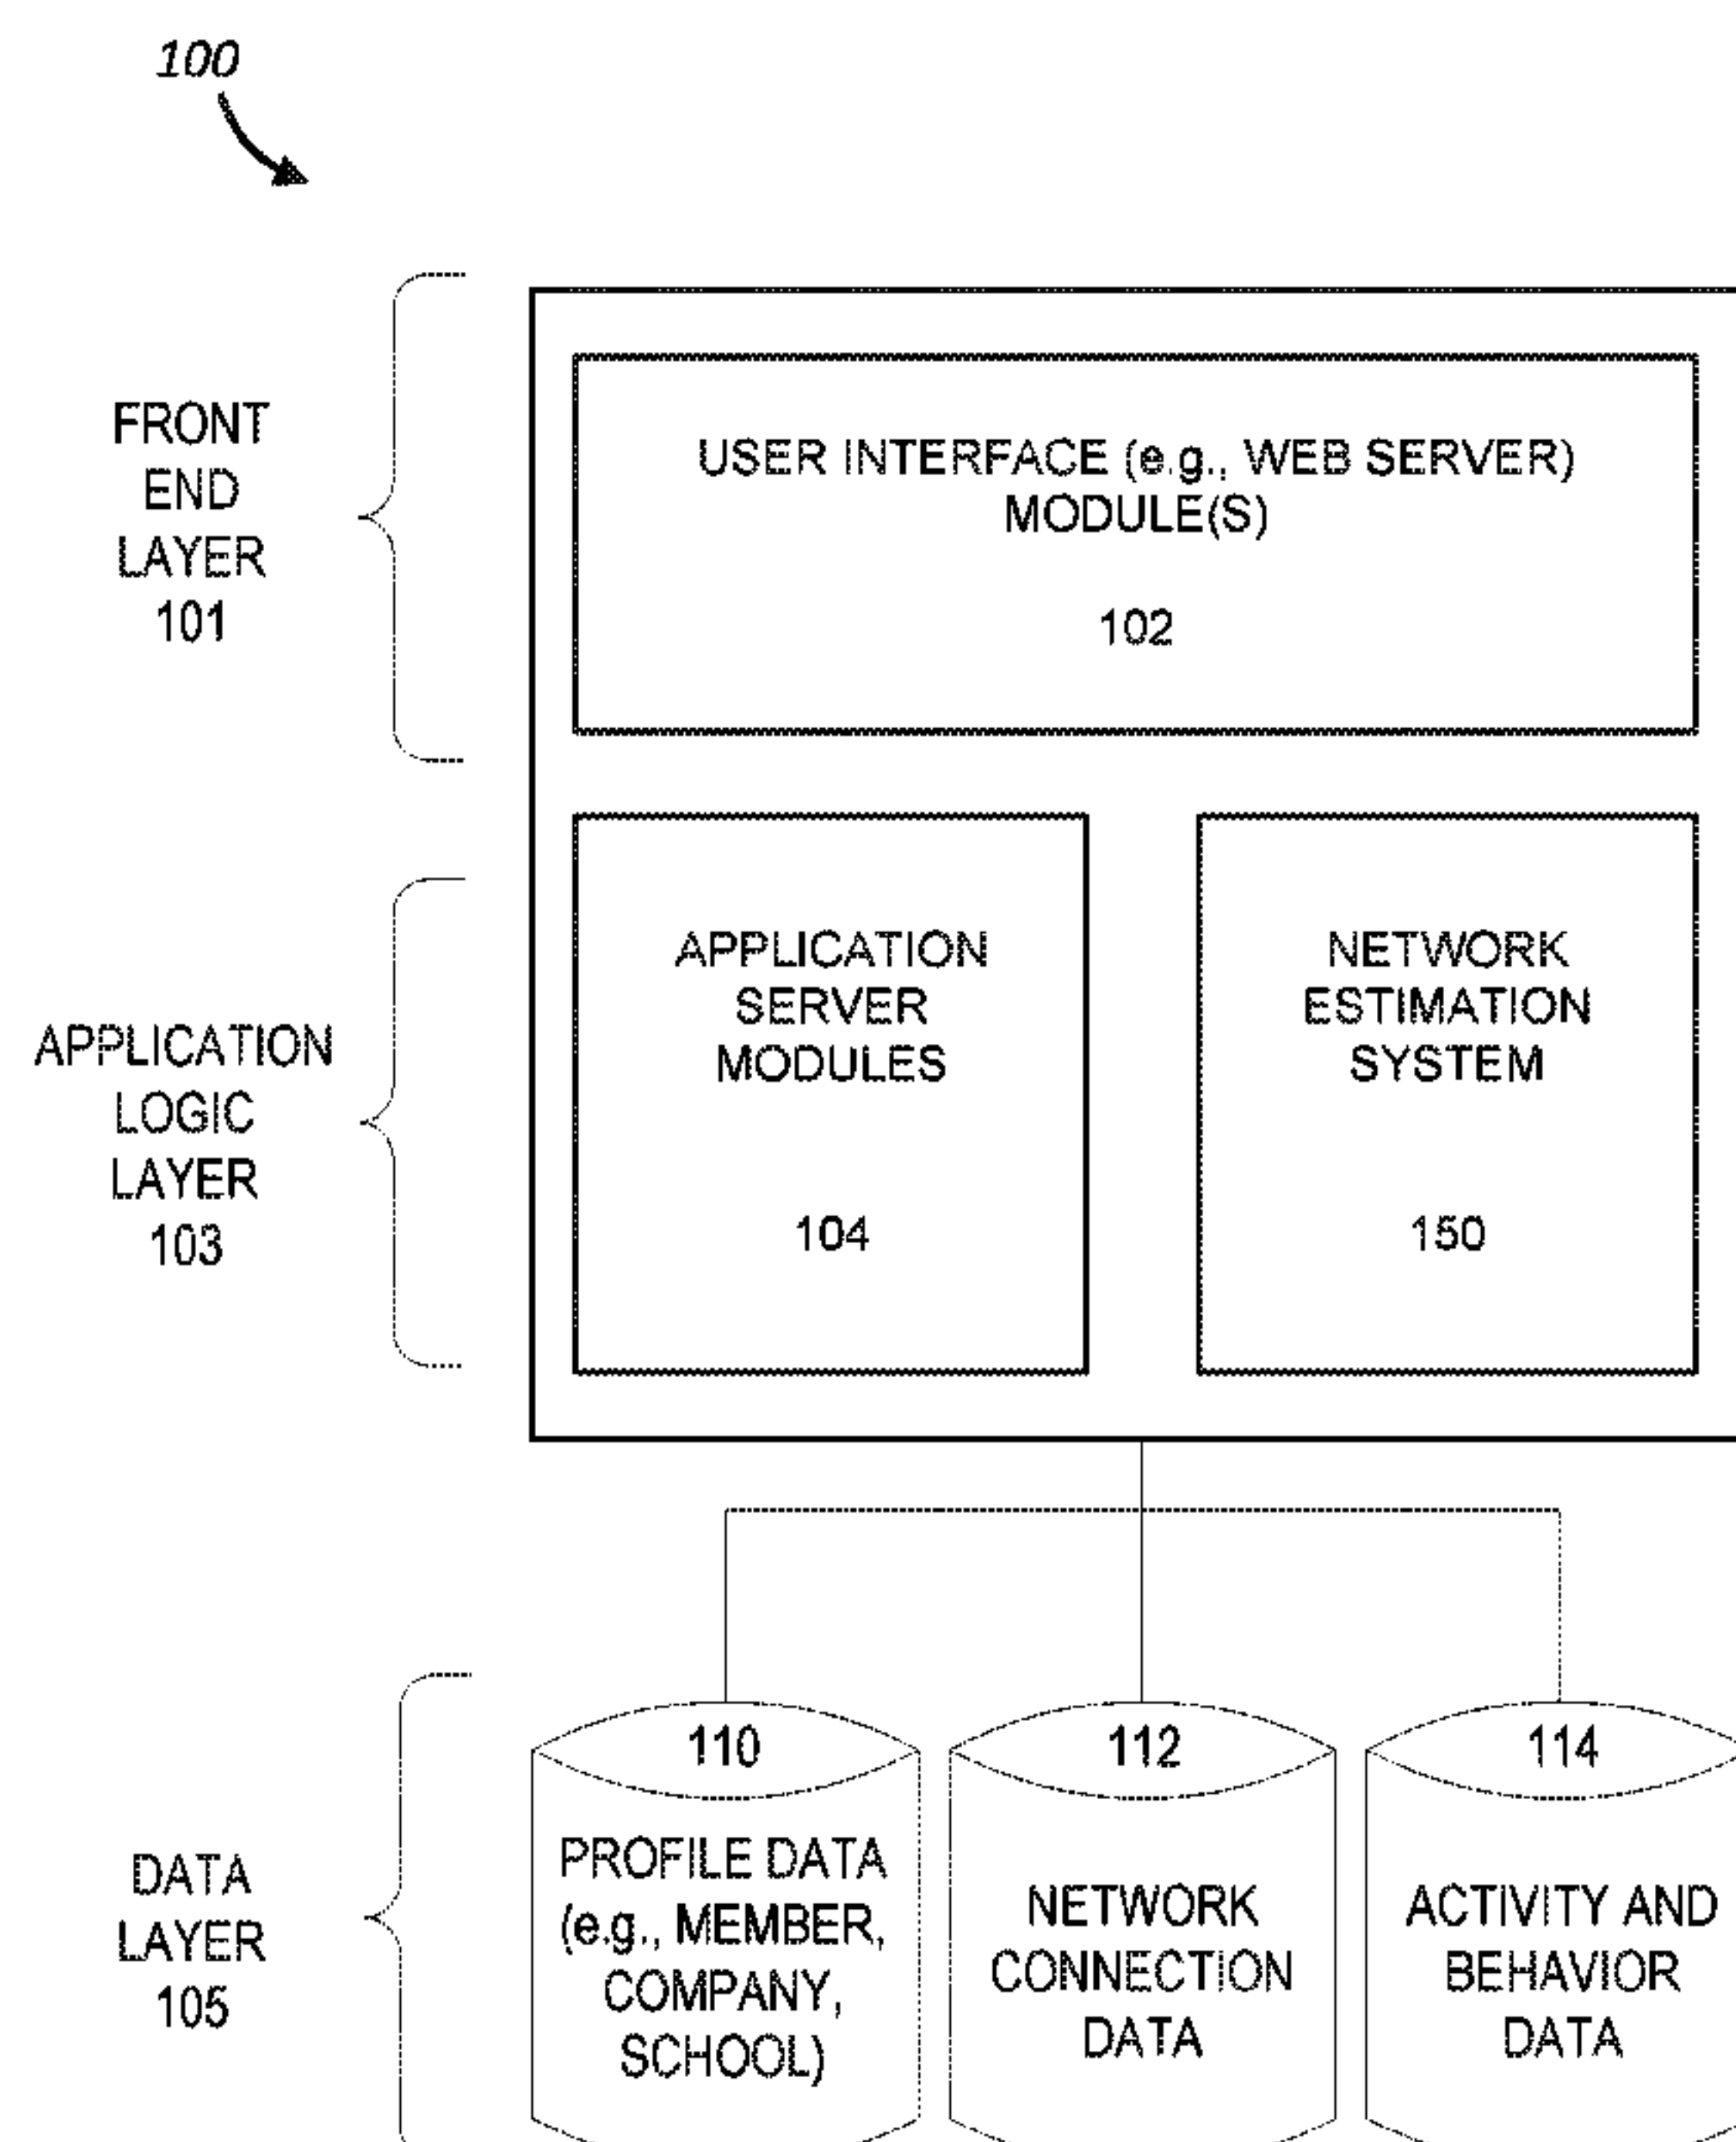 100
FRONT
END
LAYER
101
USER INTERFACE (e.g., WEB SERVER)
MODULE(S)
102
APPLICATION
LOGIC
LAYER
103
APPLICATION
SERVER
MODULES
104
NETWORK
ESTIMATION
SYSTEM
150
DATA
LAYER
105
110
PROFILE DATA
(e.g., MEMBER,
COMPANY,
SCHOOL)
112
NETWORK
CONNECTION
DATA
114
ACTIVITY AND
BEHAVIOR
DATA